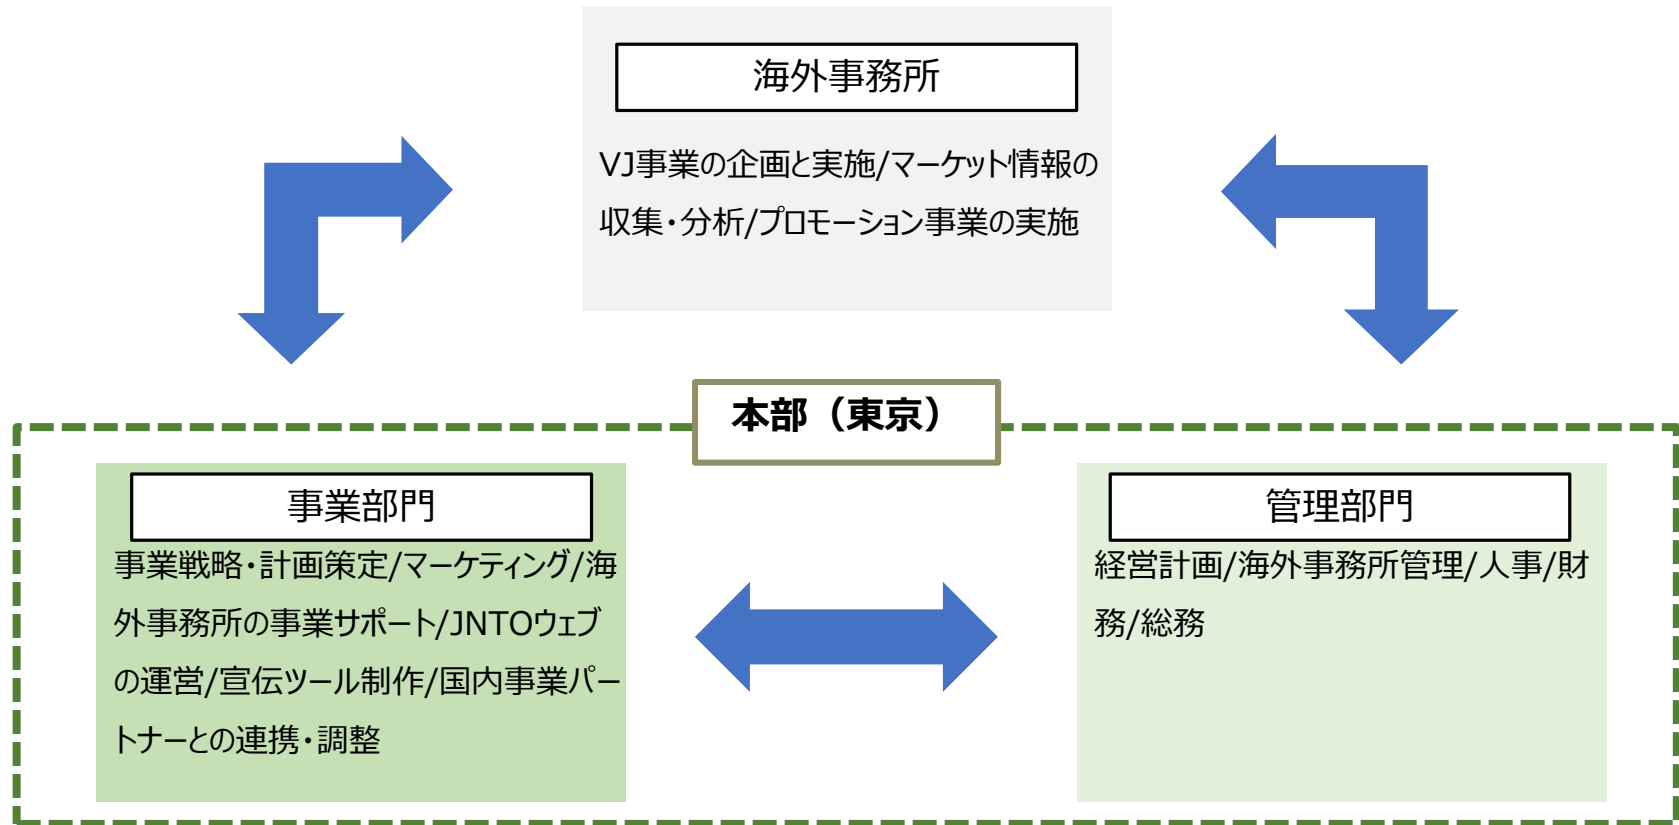 海外事務所
VJ事業の企画と実施/マーケット情報の
収集・分析/プロモーション事業の実施
本部（東京）
事業部門
事業戦略・計画策定/マーケティング/海
外事務所の事業サポート/JNTOウェブ
の運営/宣伝ツール制作/国内事業パー
トナーとの連携・調整
管理部門
経営計画/海外事務所管理/人事/財
務/総務